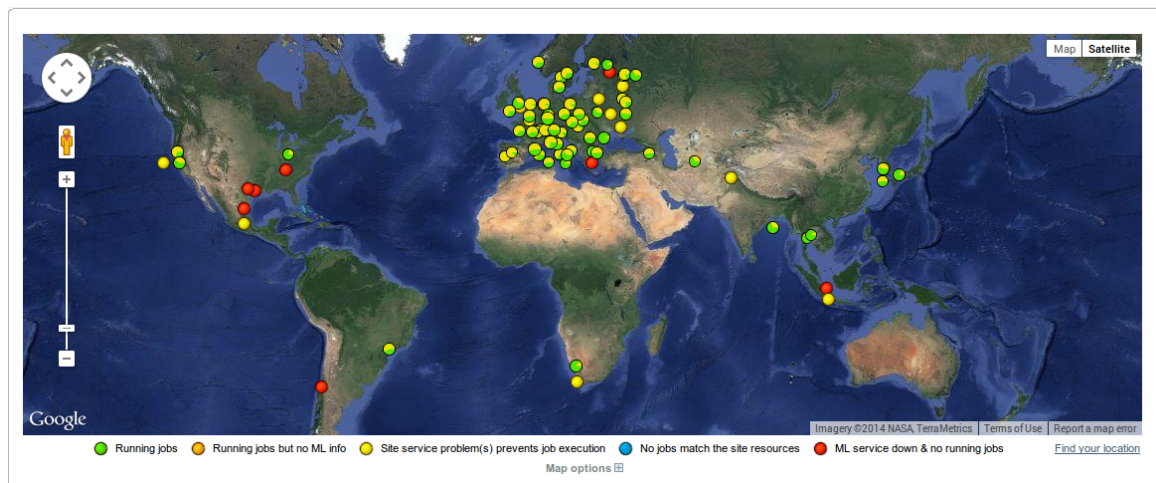 Map Satellite
Google
Imagery ©2014 NASA, TerraMetrics Terms of Use Report a map error
Running jobs Running jobs but no ML info Site service problem(s) prevents job execution No jobs match the site resources ML service down & no running jobs Find your location
Map options